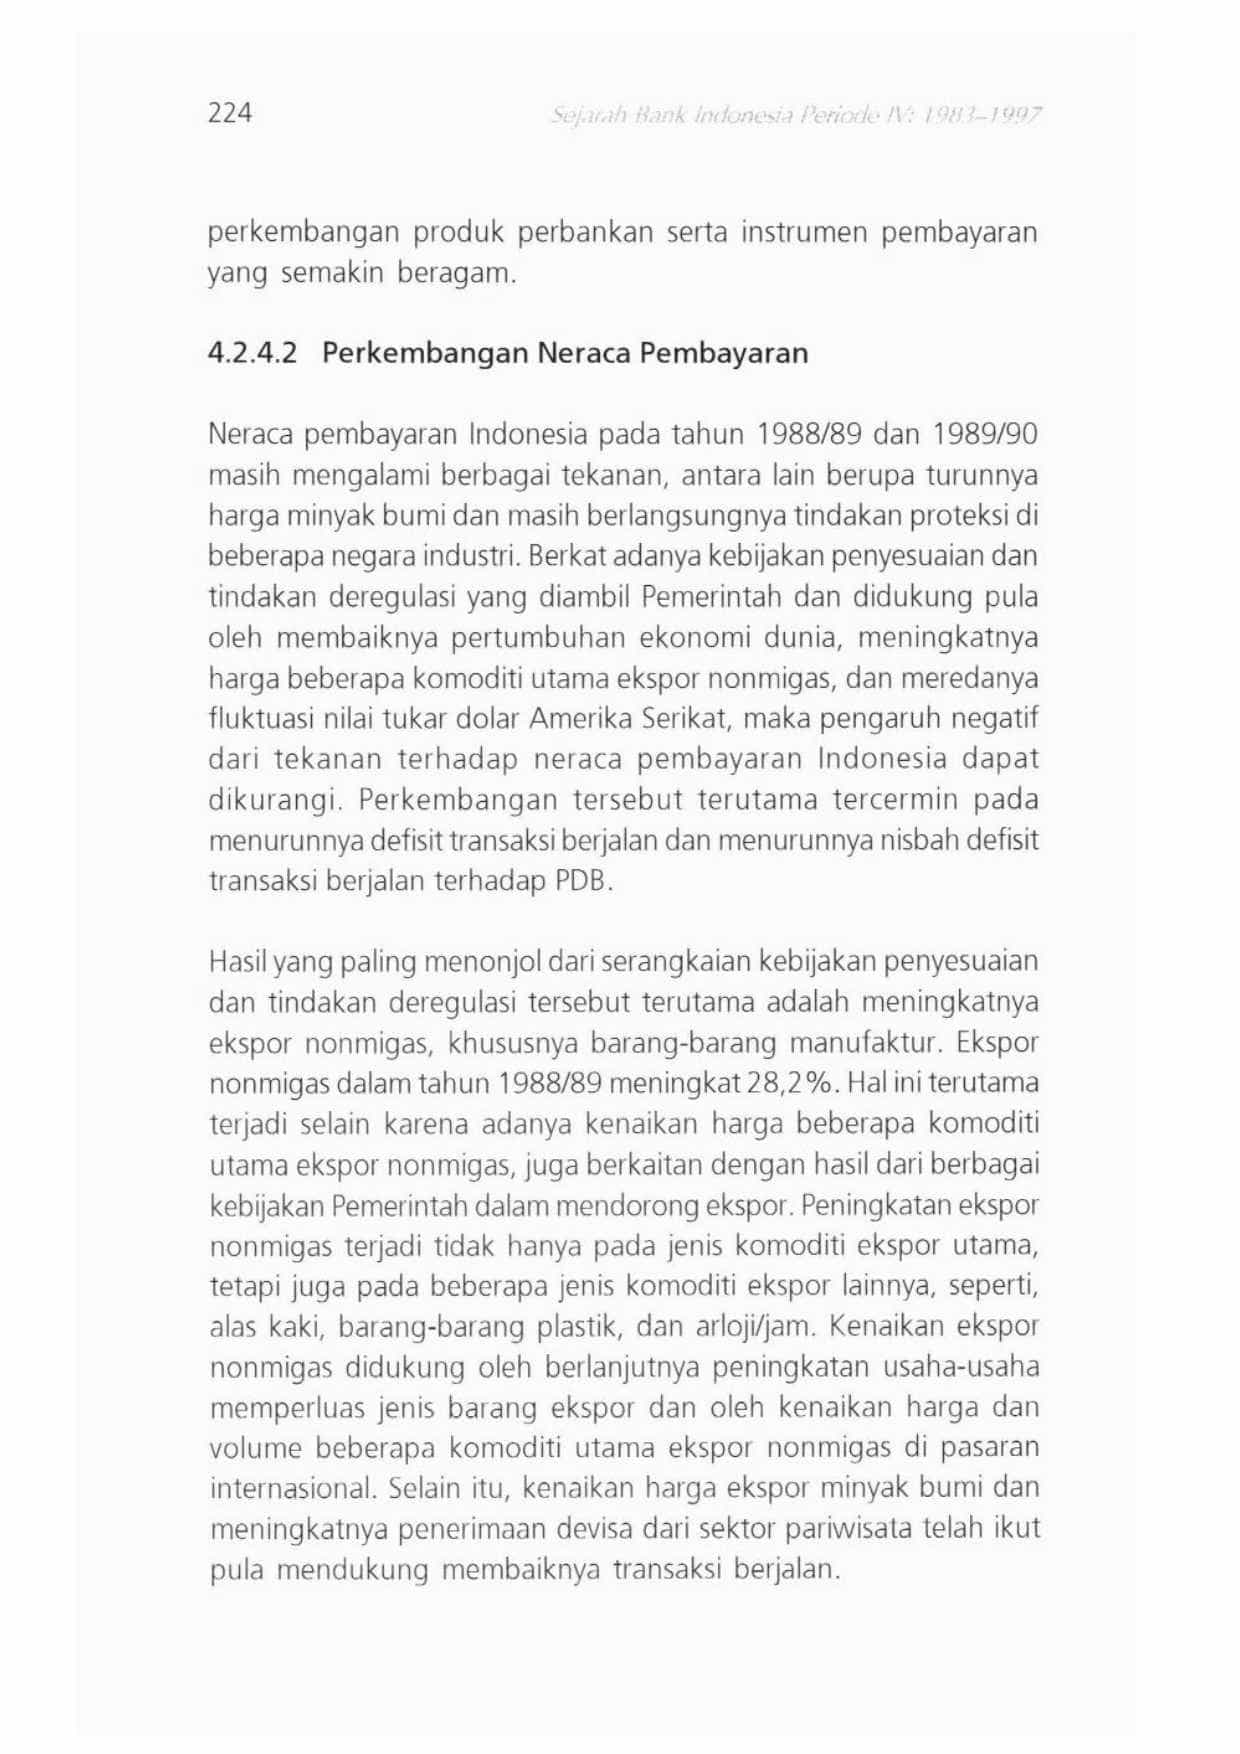 224
Sejarah Bank Indonesia Periode IV: 1983–1997
perkembangan produk perbankan serta instrumen pembayaran
yang semakin beragam.
4.2.4.2 Perkembangan Neraca Pembayaran
Neraca pembayaran Indonesia pada tahun 1988/89 dan 1989/90
masih mengalami berbagai tekanan, antara lain berupa turunnya
harga minyak bumi dan masih berlangsungnya tindakan proteksi di
beberapa negara industri. Berkat adanya kebijakan penyesuaian dan
tindakan deregulasi yang diambil Pemerintah dan didukung pula
oleh membaiknya pertumbuhan ekonomi dunia, meningkatnya
harga beberapa komoditi utama ekspor nonmigas, dan meredanya
fluktuasi nilai tukar dolar Amerika Serikat, maka pengaruh negatif
dari tekanan terhadap neraca pembayaran Indonesia dapat
dikurangi. Perkembangan tersebut terutama tercermin pada
menurunnya defisit transaksi berjalan dan menurunnya nisbah defisit
transaksi berjalan terhadap PDB.
Hasil yang paling menonjol dari serangkaian kebijakan penyesuaian
dan tindakan deregulasi tersebut terutama adalah meningkatnya
ekspor nonmigas, khususnya barang-barang manufaktur. Ekspor
nonmigas dalam tahun 1988/89 meningkat 28,2%. Hal ini terutama
terjadi selain karena adanya kenaikan harga beberapa komoditi
utama ekspor nonmigas, juga berkaitan dengan hasil dari berbagai
kebijakan Pemerintah dalam mendorong ekspor. Peningkatan ekspor
nonmigas terjadi tidak hanya pada jenis komoditi ekspor utama,
tetapi juga pada beberapa jenis komoditi ekspor lainnya, seperti,
alas kaki, barang-barang plastik, dan arloji/jam. Kenaikan ekspor
nonmigas didukung oleh berlanjutnya peningkatan usaha-usaha
memperluas jenis barang ekspor dan oleh kenaikan harga dan
volume beberapa komoditi utama ekspor nonmigas di pasaran
internasional. Selain itu, kenaikan harga ekspor minyak bumi dan
meningkatnya penerimaan devisa dari sektor pariwisata telah ikut
pula mendukung membaiknya transaksi berjalan.